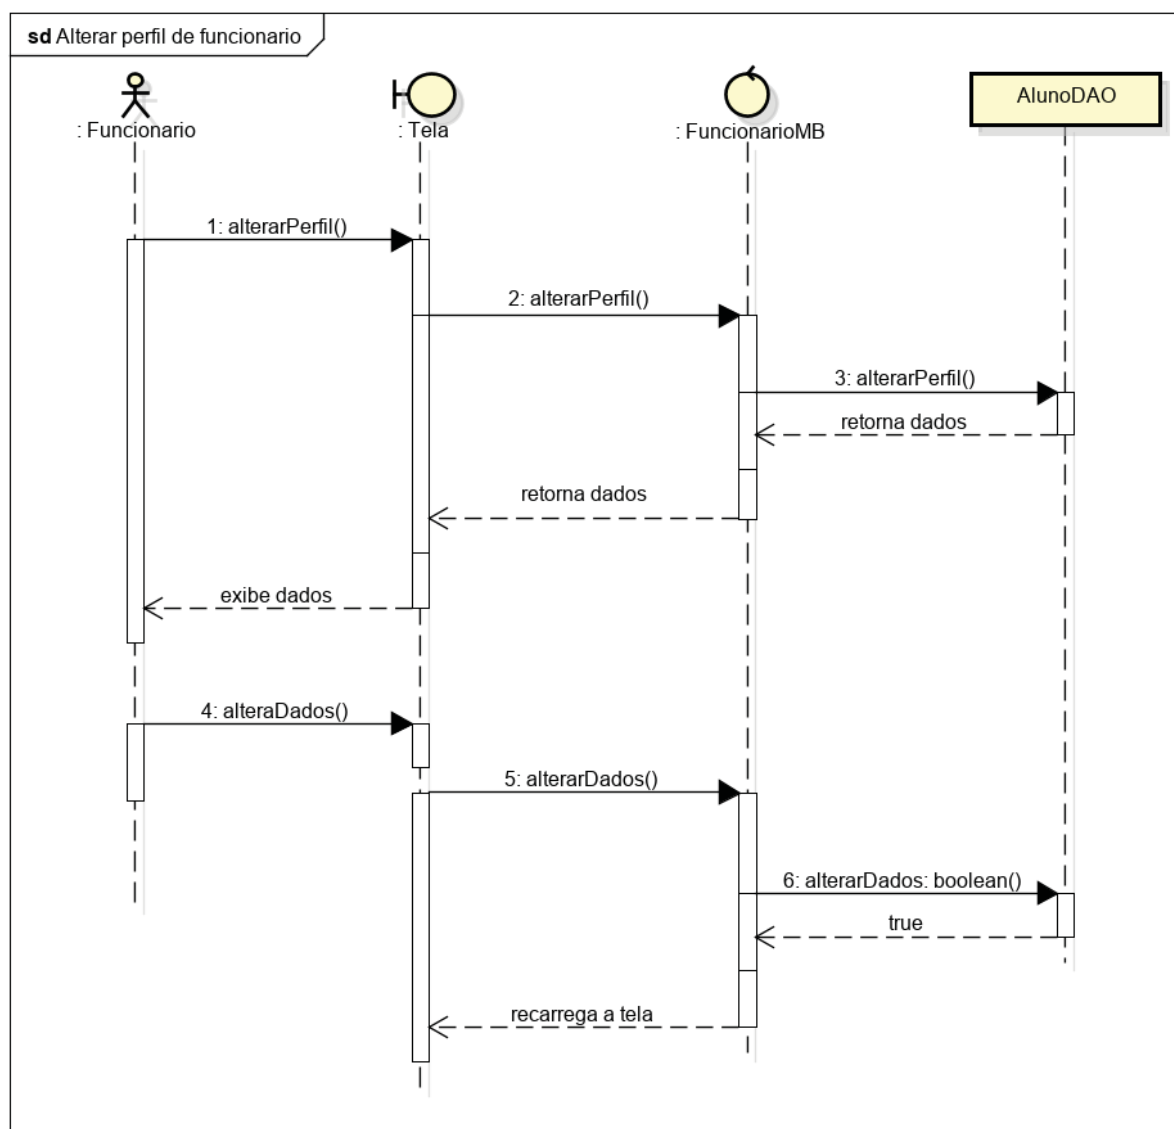 sd Alterar perfil de funcionario
: Funcionario
: Tela
: FuncionarioMB
AlunoDAO
1: alterarPerfil()
2: alterarPerfil()
3: alterarPerfil()
retorna dados
retorna dados
exibe dados
4: alteraDados()
5: alterarDados()
6: alterarDados: boolean()
true
recarrega a tela